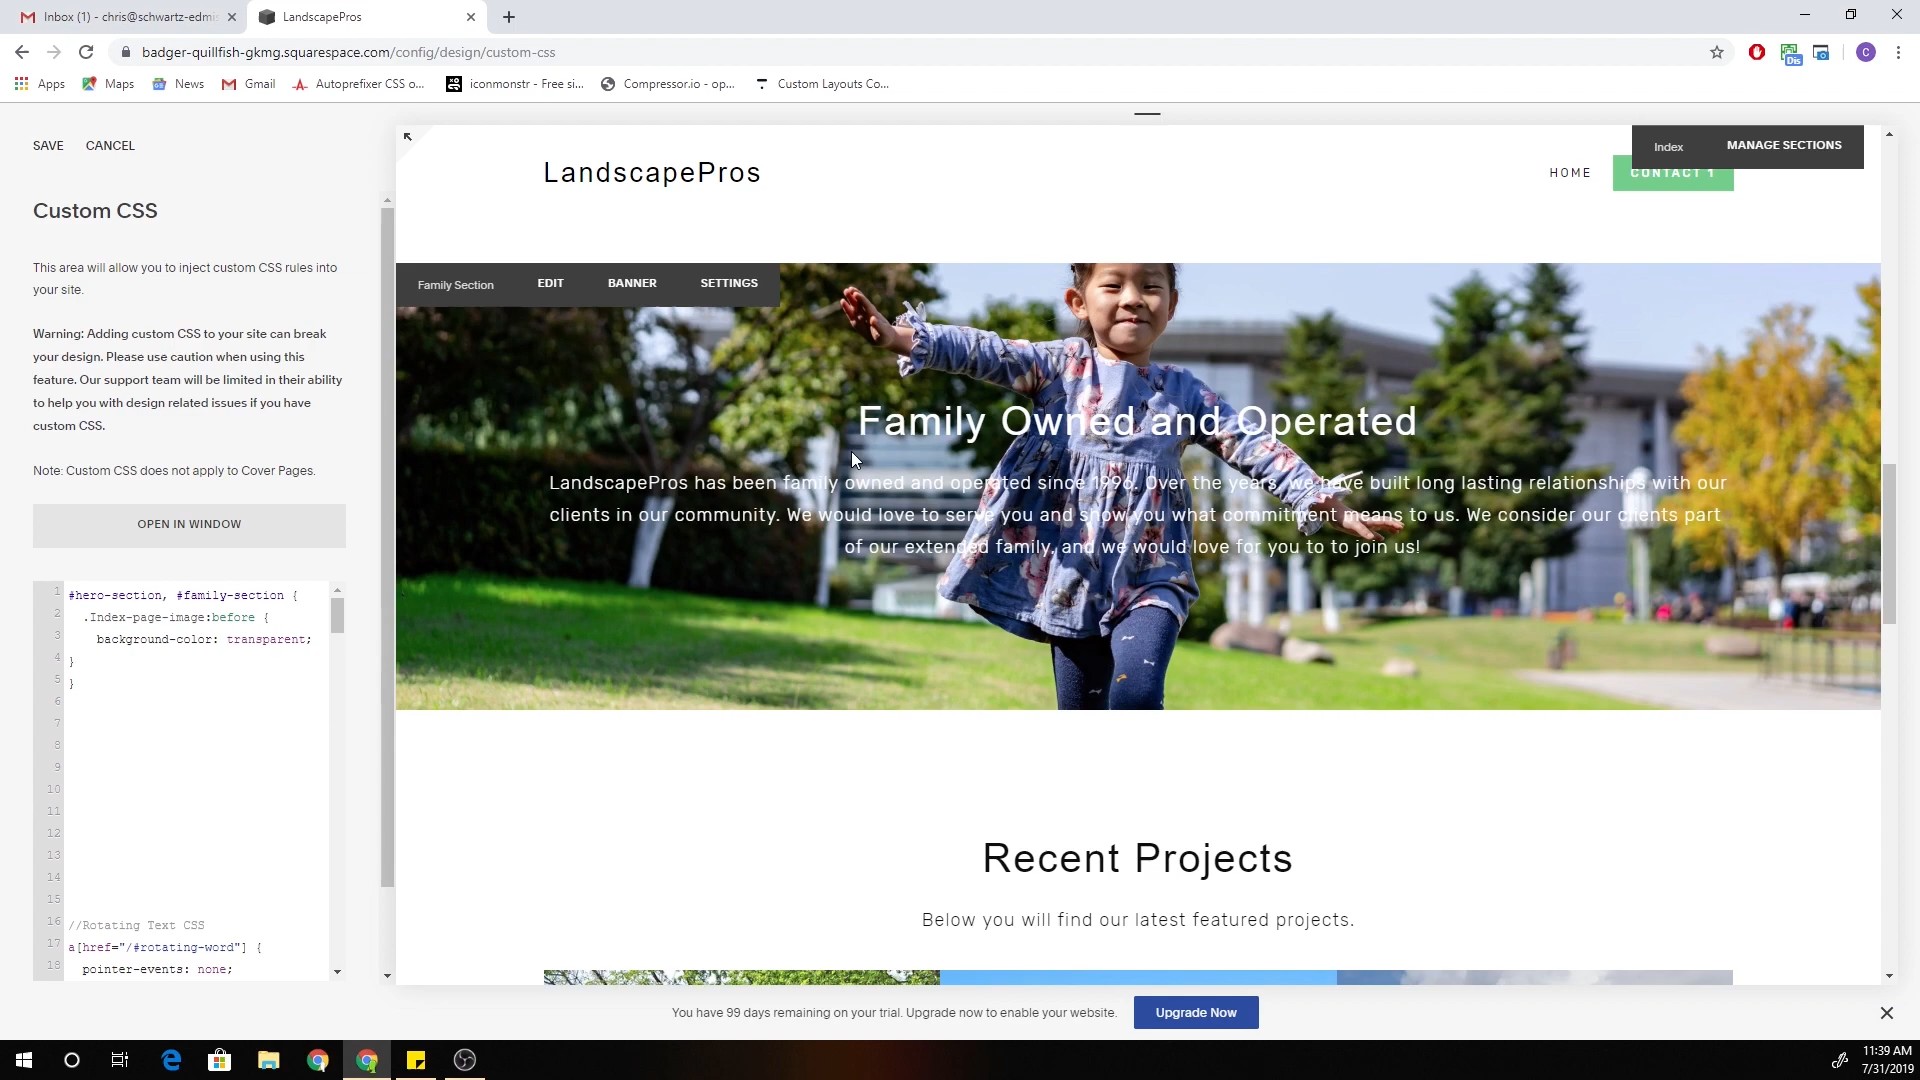 Inbox (1) - chris@schwartz-edmis
LandscapePros
badger-quillfish-gkmg.squarespace.com/config/design/custom-css
Dis
C
Apps
Maps
News
Gmail
Autoprefixer CSS o...
iconmonstr - Free si...
Compressor.io - op...
Custom Layouts Co...
SAVE
CANCEL
Custom CSS
This area will allow you to inject custom CSS rules into
your site.
Warning: Adding custom CSS to your site can break
your design. Please use caution when using this
feature. Our support team will be limited in their ability
to help you with design related issues if you have
custom CSS.
Note: Custom CSS does not apply to Cover Pages.
OPEN IN WINDOW
1 #hero-section, #family-section {
2 .Index-page-image:before {
3 background-color: transparent;
4 }
5 }
6
7
8
9
10
11
12
13
14
15
16 //Rotating Text CSS
17 a[href="/#rotating-word"] {
18 pointer-events: none;
LandscapePros
HOME
CONTACT 1
Index
MANAGE SECTIONS
Family Section
EDIT
BANNER
SETTINGS
Family Owned and Operated
LandscapePros has been family owned and operated since 1996. Over the years, we have built long lasting relationships with our
clients in our community. We would love to serve you and show you what commitment means to us. We consider our clients part
of our extended family, and we would love for you to to join us!
Recent Projects
Below you will find our latest featured projects.
You have 99 days remaining on your trial. Upgrade now to enable your website.
Upgrade Now
11:39 AM
7/31/2019